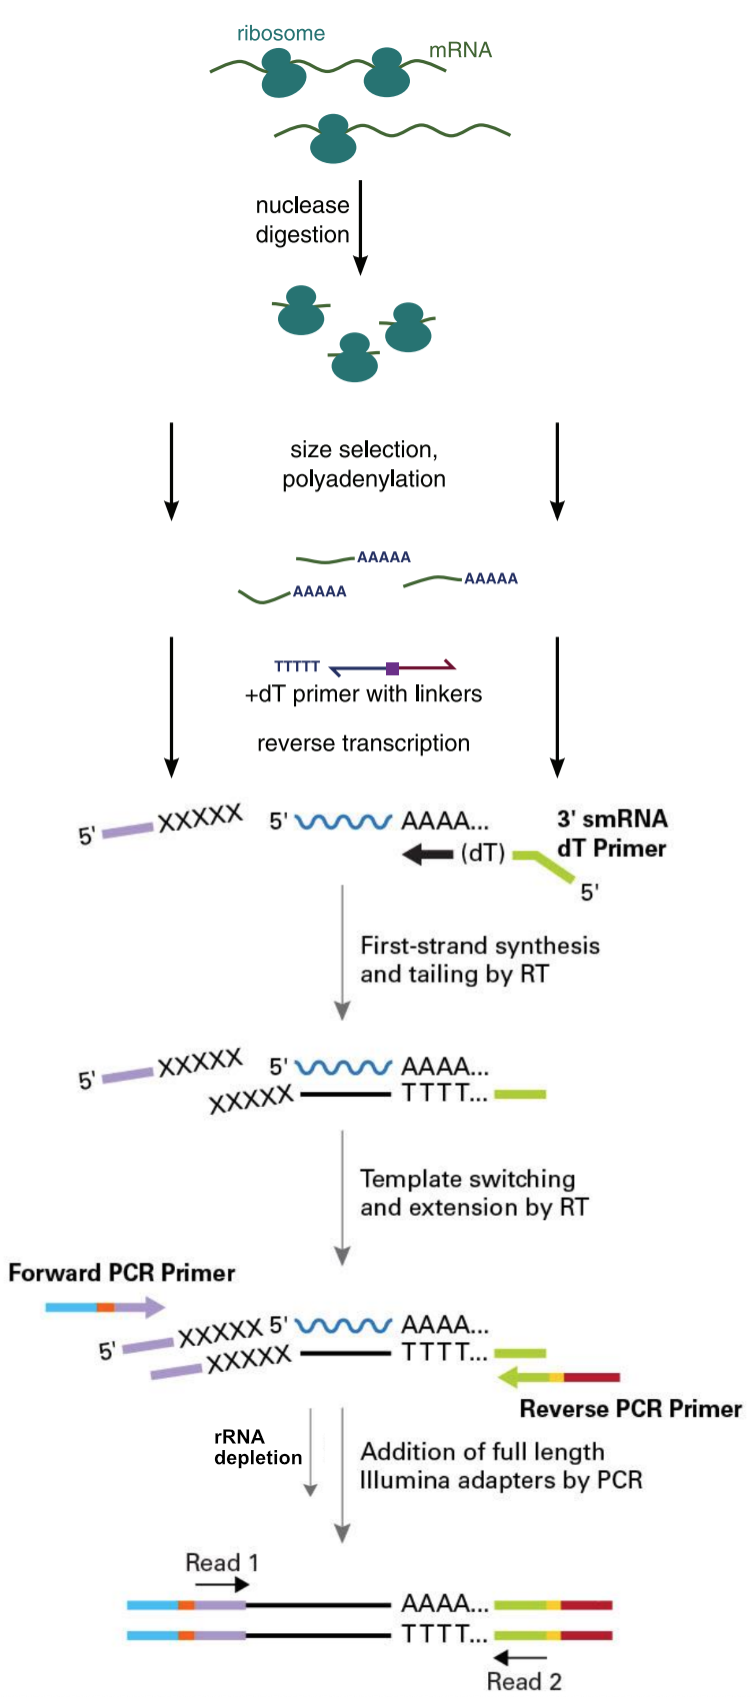 ribosome
mRNA
nuclease
digestion
size selection,
polyadenylation
AAAAA
AAAAA
AAAAA
TTTTT
+dT primer with linkers
reverse transcription
5' XXXXX 5' AAAA... 3' smRNA
(dT) dT Primer
5'
First-strand synthesis
and tailing by RT
5' XXXXX 5' AAAA...
XXXXX TTTT...
Template switching
and extension by RT
Forward PCR Primer
5' XXXXX 5' AAAA...
XXXXX TTTT...
Reverse PCR Primer
rRNA
depletion
Addition of full length
Illumina adapters by PCR
Read 1
AAAA...
TTTT...
Read 2